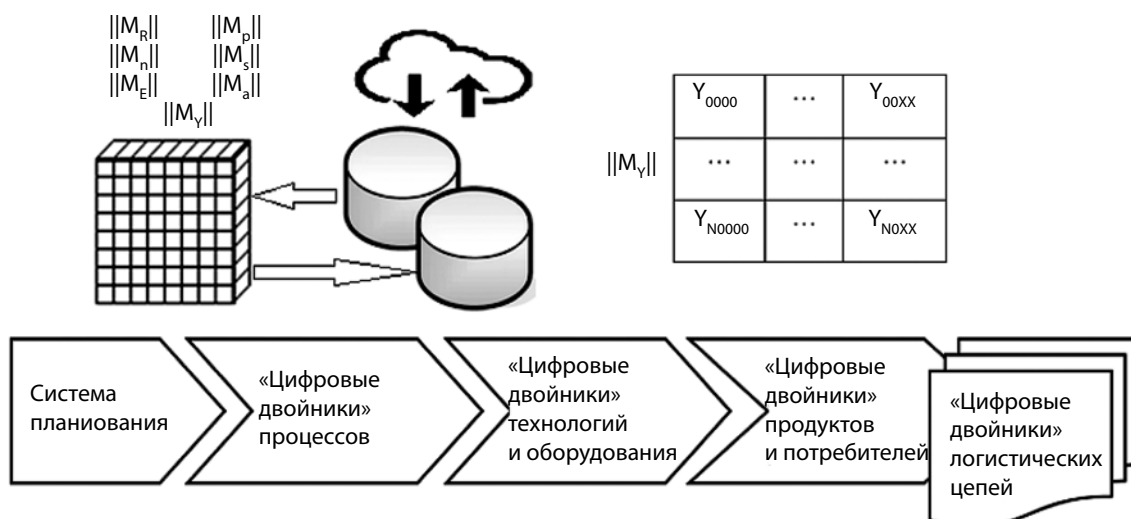 ||M_R|| ||M_p||
||M_n|| ||M_s||
||M_E|| ||M_a||
||M_Y||
||M_Y||
Y_0000 ... Y_00XX
... ... ...
Y_N0000 ... Y_N0XX
Система
планиования
«Цифровые
двойники»
процессов
«Цифровые
двойники»
технологий
и оборудования
«Цифровые
двойники»
продуктов
и потребителей
«Цифровые
двойники»
логистических
цепей